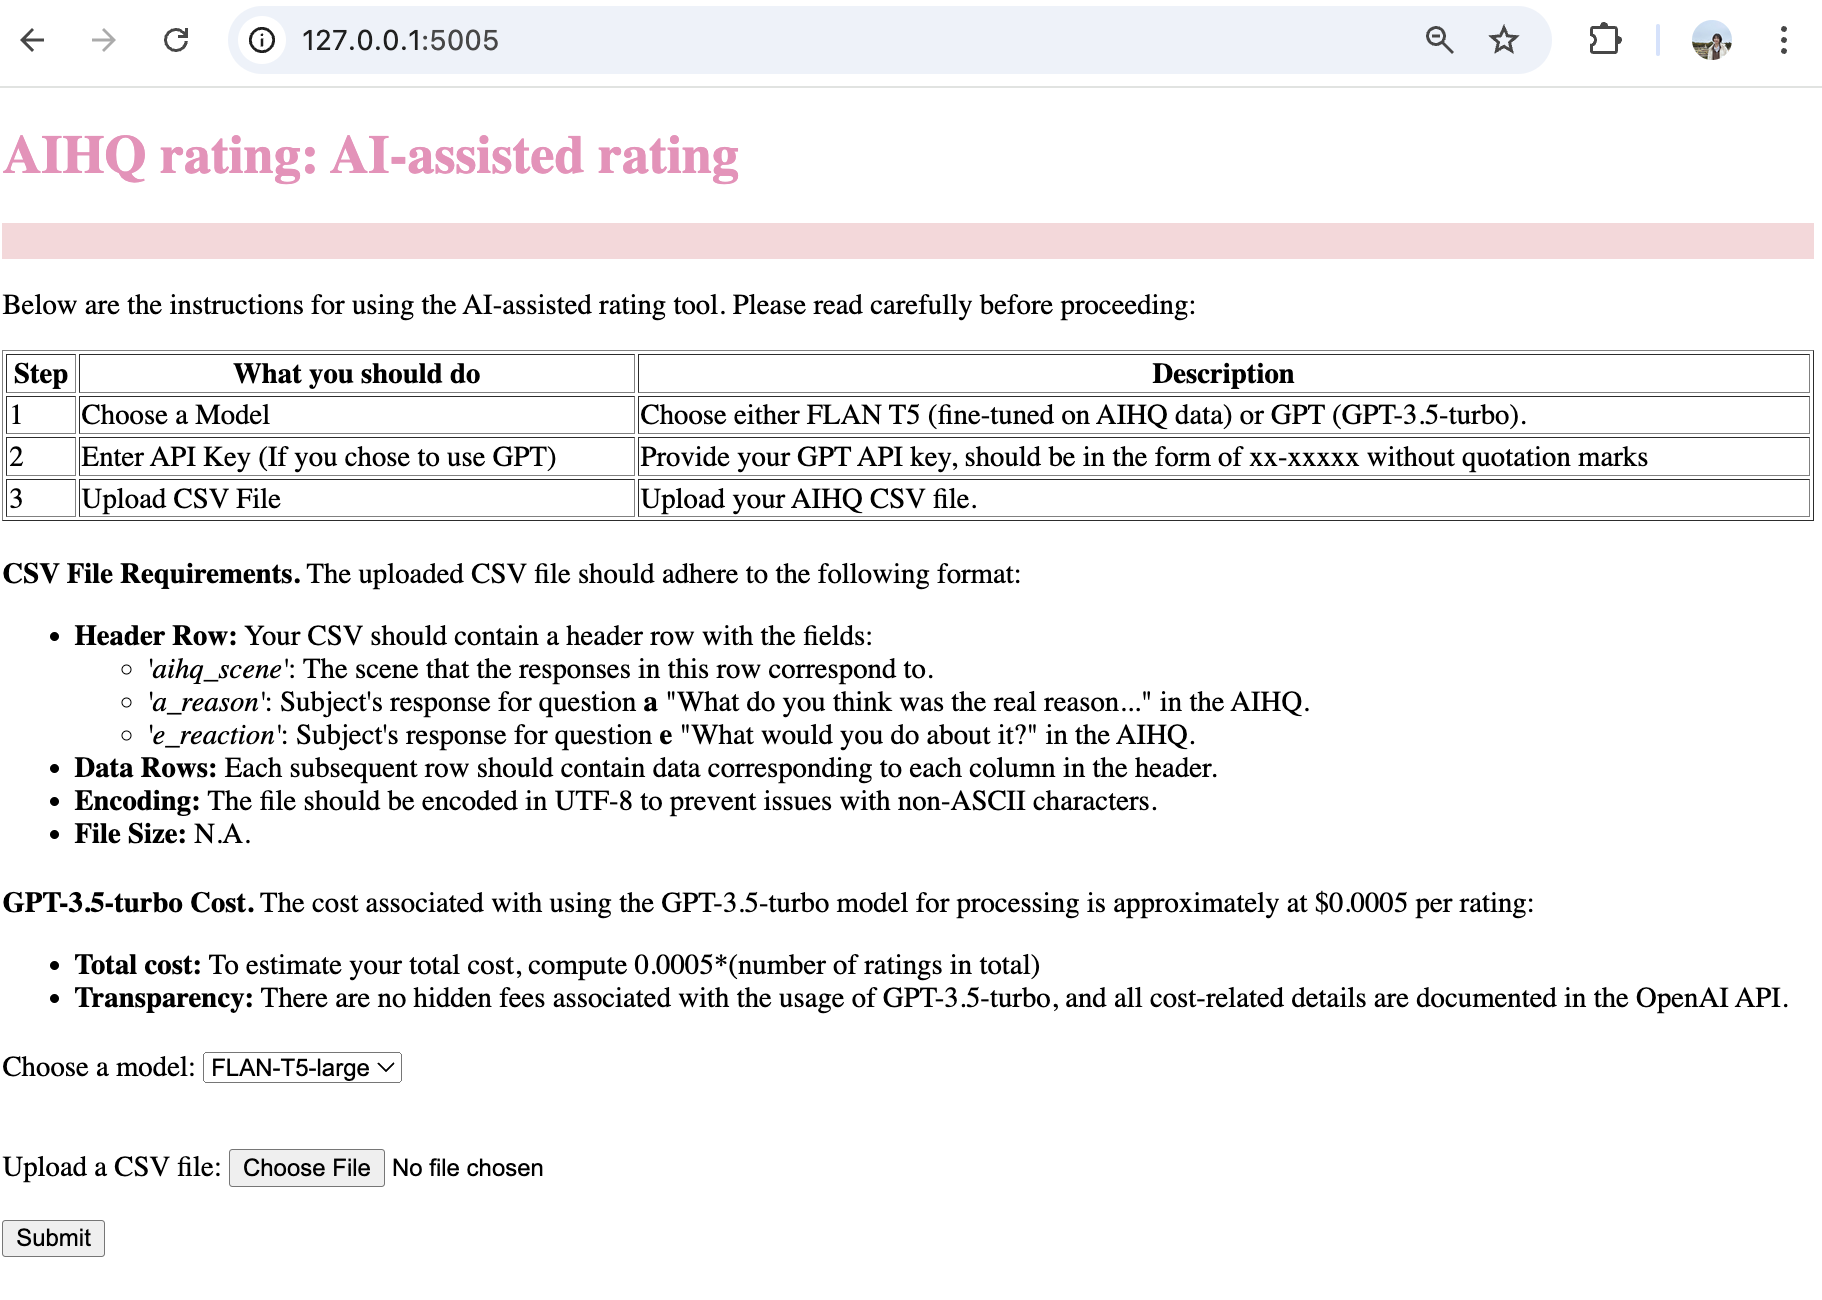 127.0.0.1:5005
AIHQ rating: AI-assisted rating
Below are the instructions for using the AI-assisted rating tool. Please read carefully before proceeding:
Step What you should do Description
1 Choose a Model Choose either FLAN T5 (fine-tuned on AIHQ data) or GPT (GPT-3.5-turbo).
2 Enter API Key (If you chose to use GPT) Provide your GPT API key, should be in the form of xx-xxxxx without quotation marks
3 Upload CSV File Upload your AIHQ CSV file.
CSV File Requirements. The uploaded CSV file should adhere to the following format:
• Header Row: Your CSV should contain a header row with the fields:
◦ 'aihq_scene': The scene that the responses in this row correspond to.
◦ 'a_reason': Subject's response for question a "What do you think was the real reason..." in the AIHQ.
◦ 'e_reaction': Subject's response for question e "What would you do about it?" in the AIHQ.
• Data Rows: Each subsequent row should contain data corresponding to each column in the header.
• Encoding: The file should be encoded in UTF-8 to prevent issues with non-ASCII characters.
• File Size: N.A.
GPT-3.5-turbo Cost. The cost associated with using the GPT-3.5-turbo model for processing is approximately at $0.0005 per rating:
• Total cost: To estimate your total cost, compute 0.0005*(number of ratings in total)
• Transparency: There are no hidden fees associated with the usage of GPT-3.5-turbo, and all cost-related details are documented in the OpenAI API.
Choose a model: FLAN-T5-large
Upload a CSV file: Choose File No file chosen
Submit